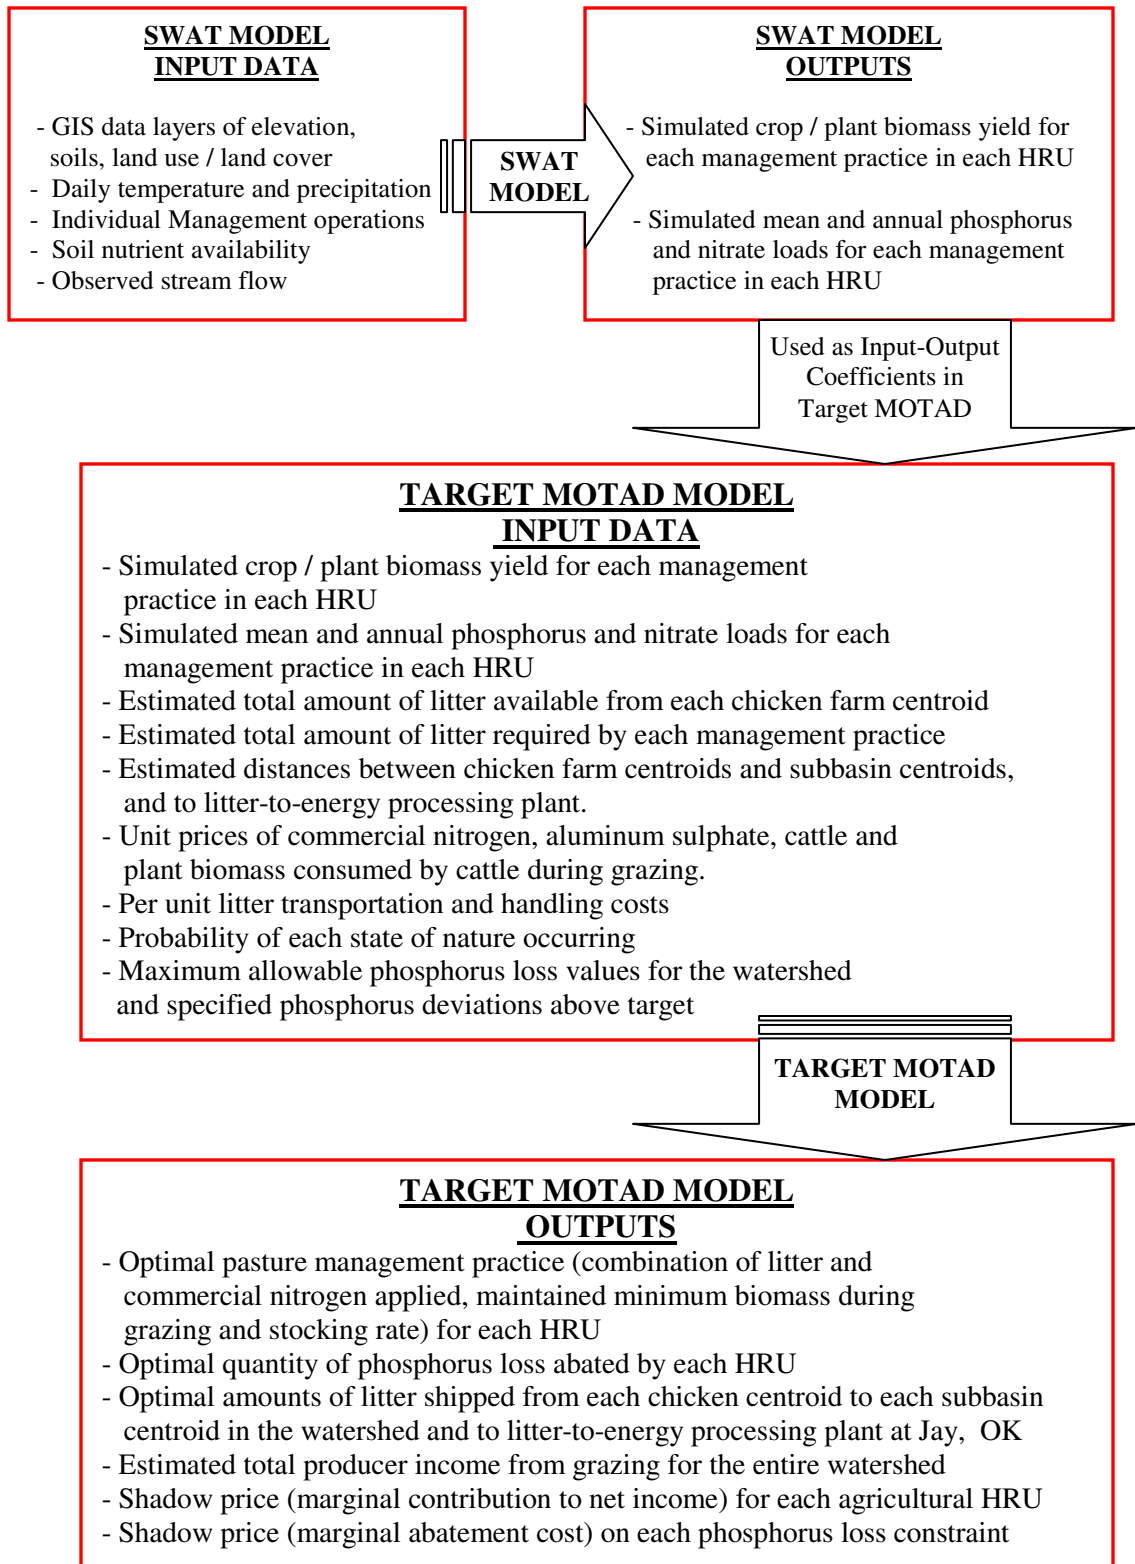 SWAT MODEL
INPUT DATA
- GIS data layers of elevation,
soils, land use / land cover
- Daily temperature and precipitation
- Individual Management operations
- Soil nutrient availability
- Observed stream flow
SWAT
MODEL
SWAT MODEL
OUTPUTS
- Simulated crop / plant biomass yield for
each management practice in each HRU
- Simulated mean and annual phosphorus
and nitrate loads for each management
practice in each HRU
Used as Input-Output
Coefficients in
Target MOTAD
TARGET MOTAD MODEL
INPUT DATA
- Simulated crop / plant biomass yield for each management
practice in each HRU
- Simulated mean and annual phosphorus and nitrate loads for each
management practice in each HRU
- Estimated total amount of litter available from each chicken farm centroid
- Estimated total amount of litter required by each management practice
- Estimated distances between chicken farm centroids and subbasin centroids,
and to litter-to-energy processing plant.
- Unit prices of commercial nitrogen, aluminum sulphate, cattle and
plant biomass consumed by cattle during grazing.
- Per unit litter transportation and handling costs
- Probability of each state of nature occurring
- Maximum allowable phosphorus loss values for the watershed
and specified phosphorus deviations above target
TARGET MOTAD
MODEL
TARGET MOTAD MODEL
OUTPUTS
- Optimal pasture management practice (combination of litter and
commercial nitrogen applied, maintained minimum biomass during
grazing and stocking rate) for each HRU
- Optimal quantity of phosphorus loss abated by each HRU
- Optimal amounts of litter shipped from each chicken centroid to each subbasin
centroid in the watershed and to litter-to-energy processing plant at Jay, OK
- Estimated total producer income from grazing for the entire watershed
- Shadow price (marginal contribution to net income) for each agricultural HRU
- Shadow price (marginal abatement cost) on each phosphorus loss constraint